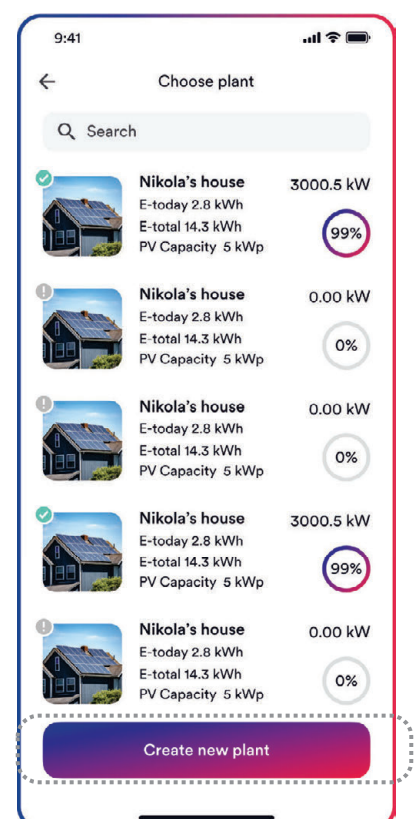 9:41
Choose plant
Search
Nikola's house 3000.5 kW
E-today 2.8 kWh
E-total 14.3 kWh 99%
PV Capacity 5 kWp
Nikola's house 0.00 kW
E-today 2.8 kWh
E-total 14.3 kWh 0%
PV Capacity 5 kWp
Nikola's house 0.00 kW
E-today 2.8 kWh
E-total 14.3 kWh 0%
PV Capacity 5 kWp
Nikola's house 3000.5 kW
E-today 2.8 kWh
E-total 14.3 kWh 99%
PV Capacity 5 kWp
Nikola's house 0.00 kW
E-today 2.8 kWh
E-total 14.3 kWh 0%
PV Capacity 5 kWp
Create new plant